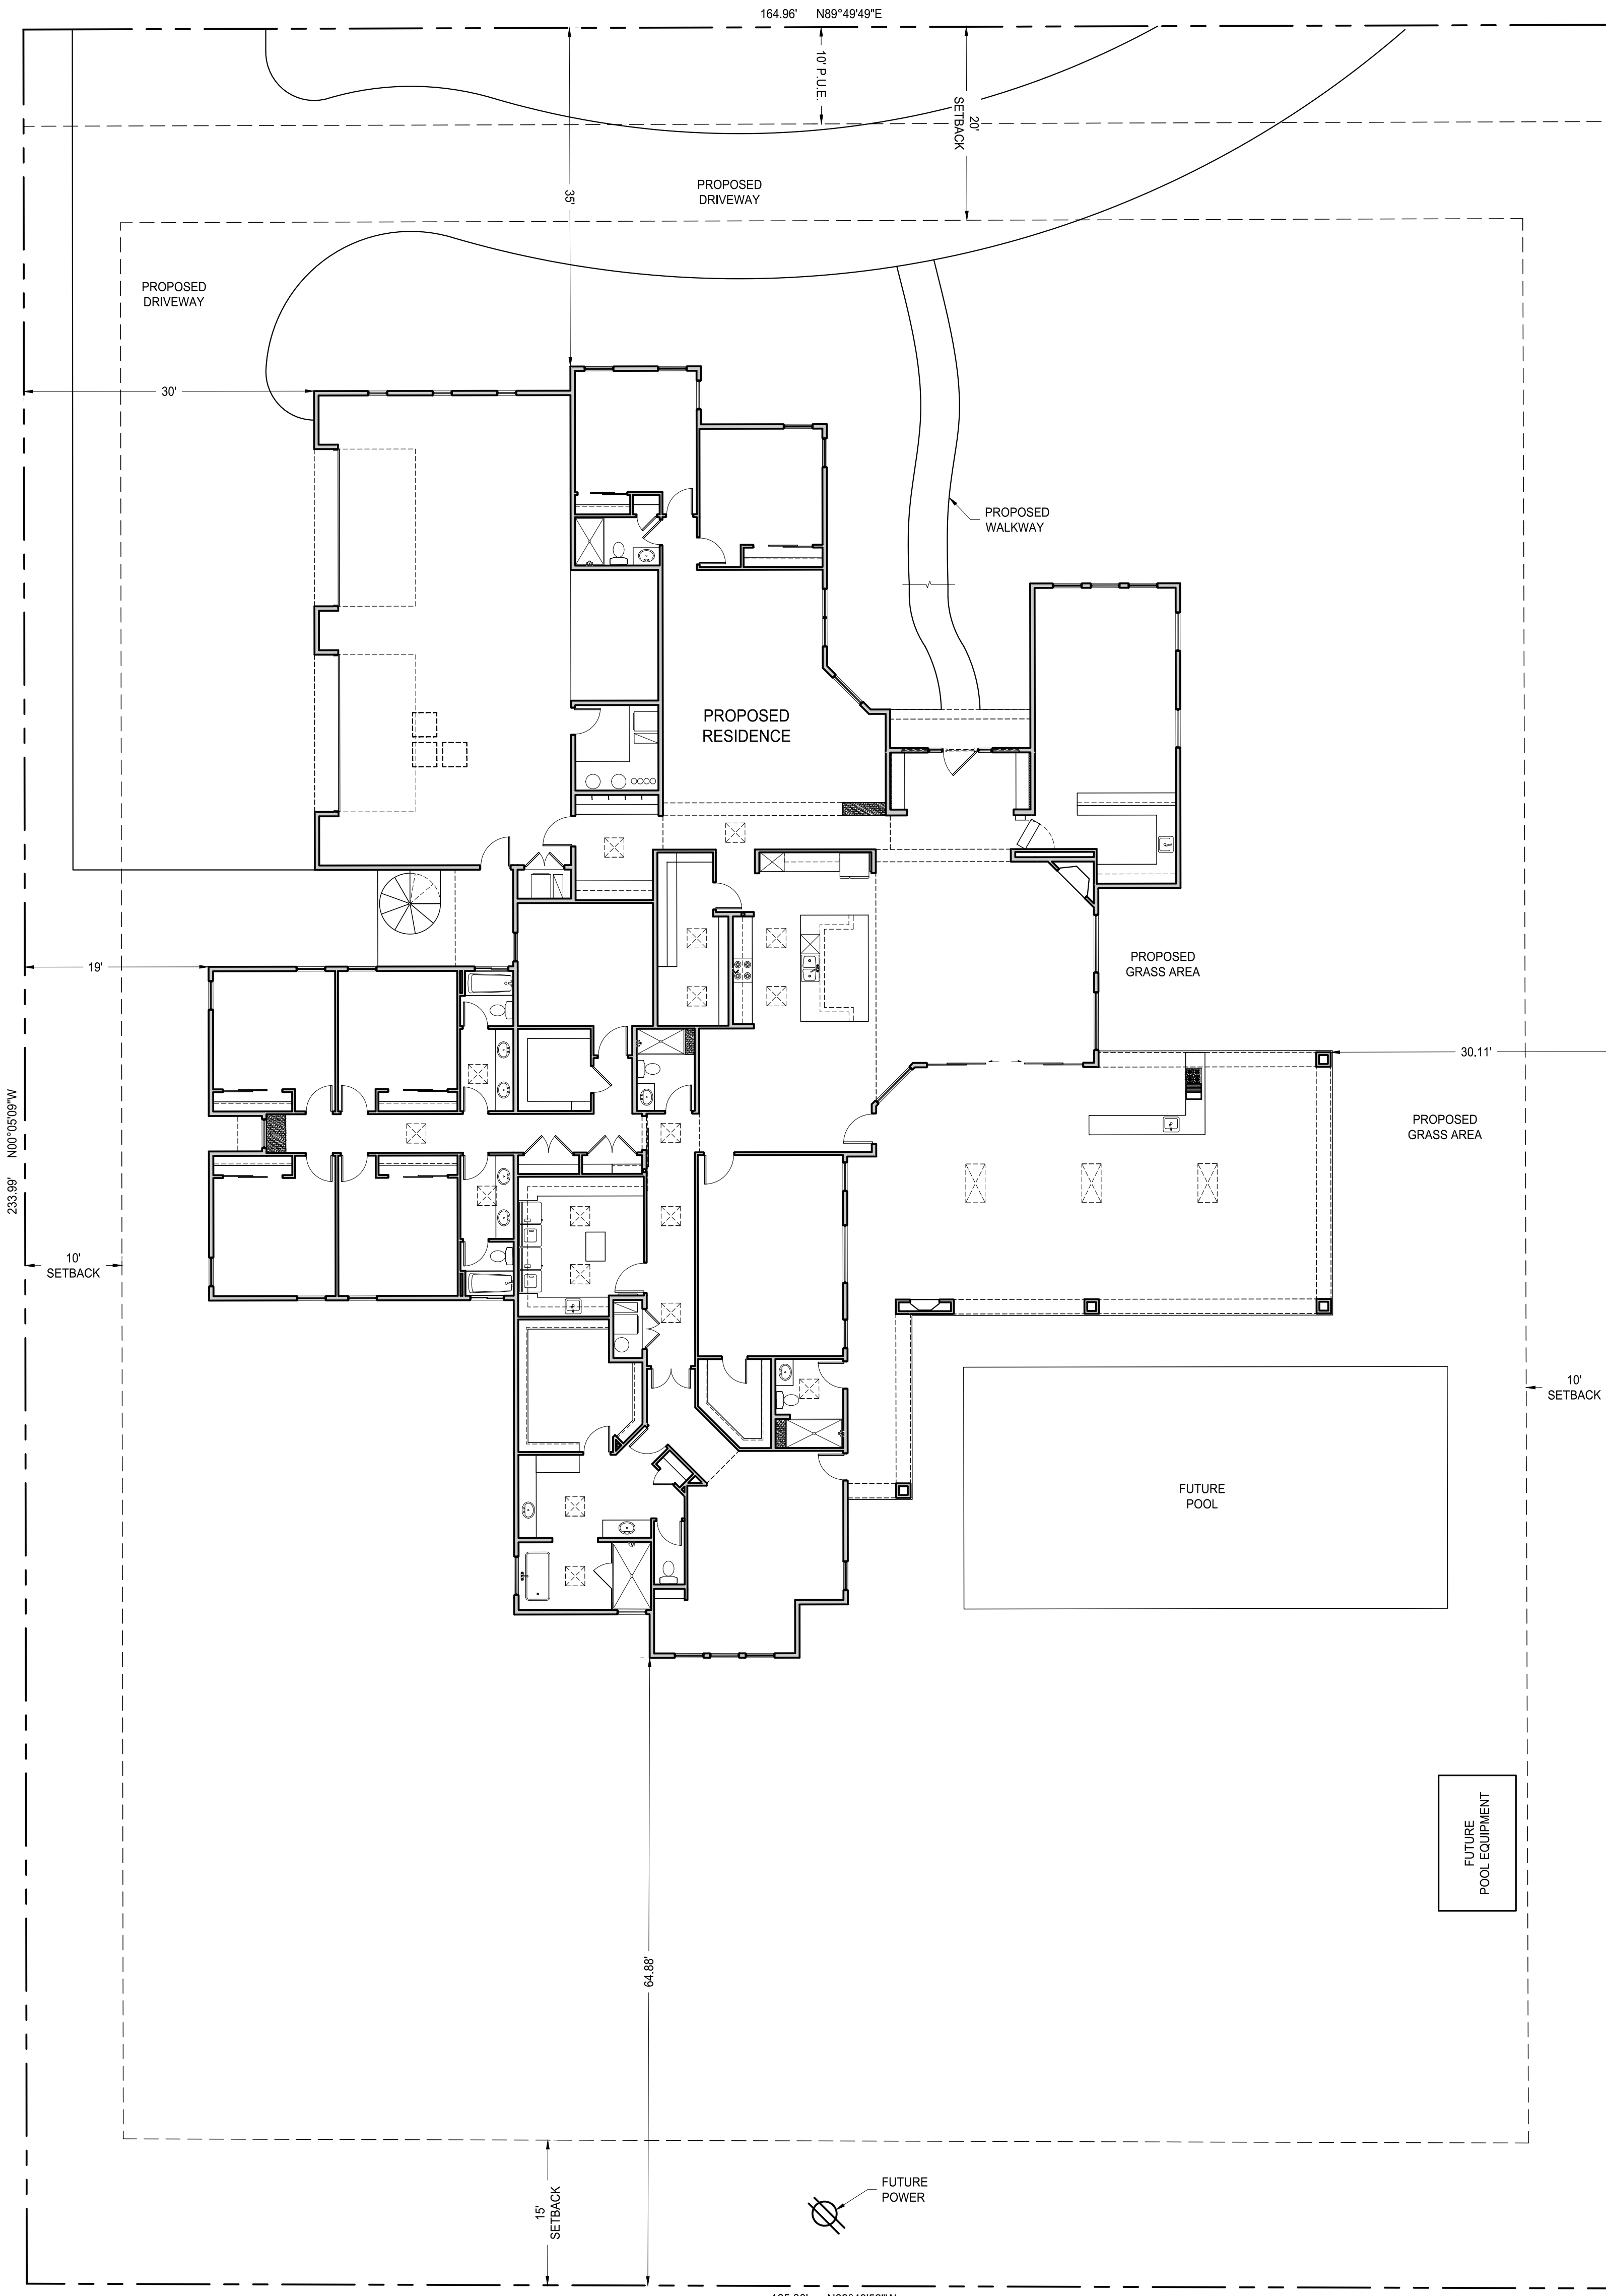 164.96' N89°49'49"E
10' P.U.E.
20'
SETBACK
35'
PROPOSED
DRIVEWAY
PROPOSED
DRIVEWAY
30'
PROPOSED
WALKWAY
PROPOSED
RESIDENCE
PROPOSED
GRASS AREA
19'
30.11'
PROPOSED
GRASS AREA
233.99' N00°05'09"W
10'
SETBACK
10'
SETBACK
FUTURE
POOL
FUTURE
POOL EQUIPMENT
64.88'
FUTURE
POWER
15'
SETBACK